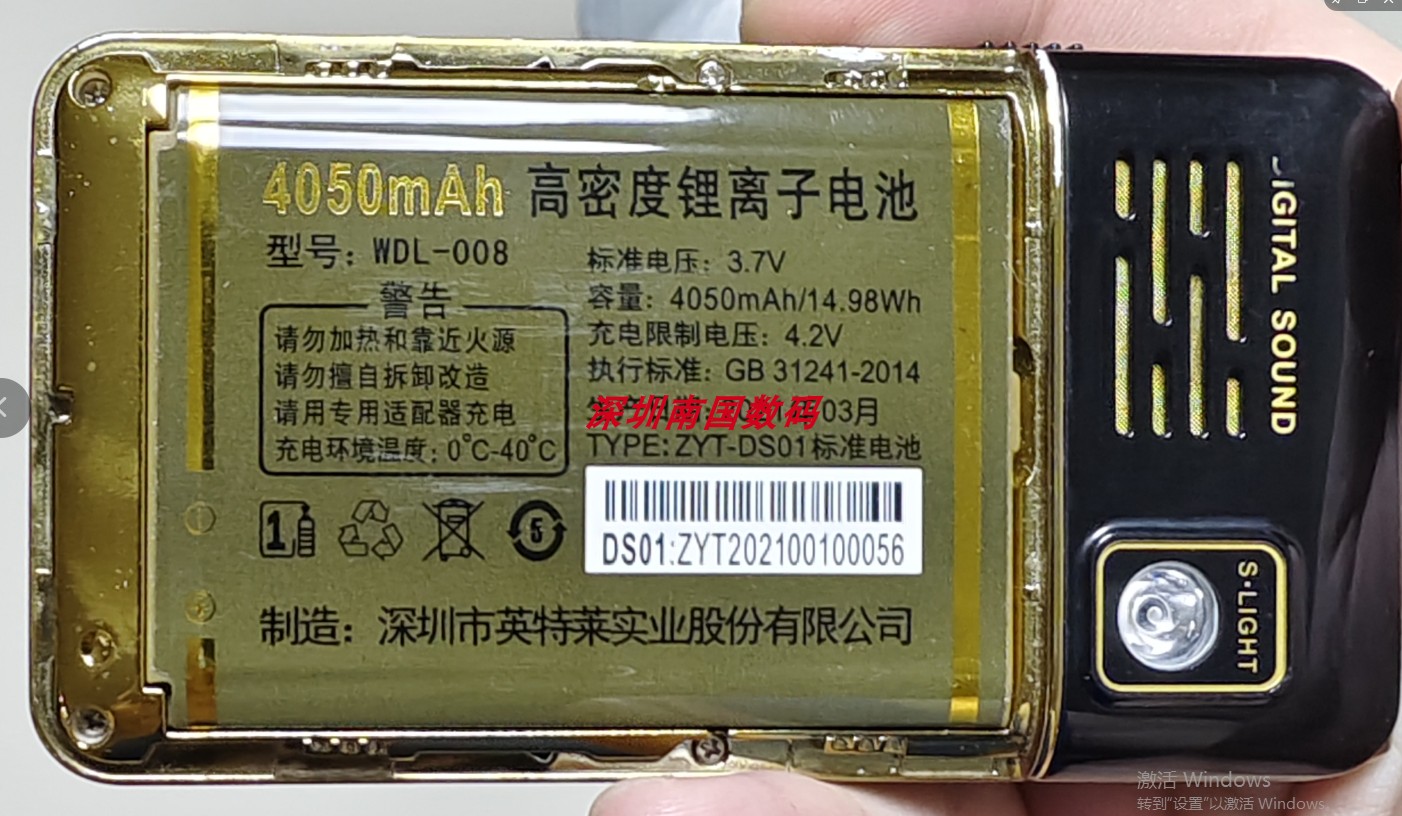 4050mAh 高密度锂离子电池
型号：WDL-008
警告
请勿加热和靠近火源
请勿擅自拆卸改造
请用专用适配器充电
充电环境温度：0°C-40°C
标准电压：3.7V
容量：4050mAh/14.98Wh
充电限制电压：4.2V
执行标准：GB 31241-2014
03月
深圳南国数码
TYPE：ZYT-DS01标准电池
1
5
DS01:ZYT202100100056
制造：深圳市英特莱实业股份有限公司
IGITAL SOUND
S·LIGHT
激活 Windows
转到“设置”以激活 Windows